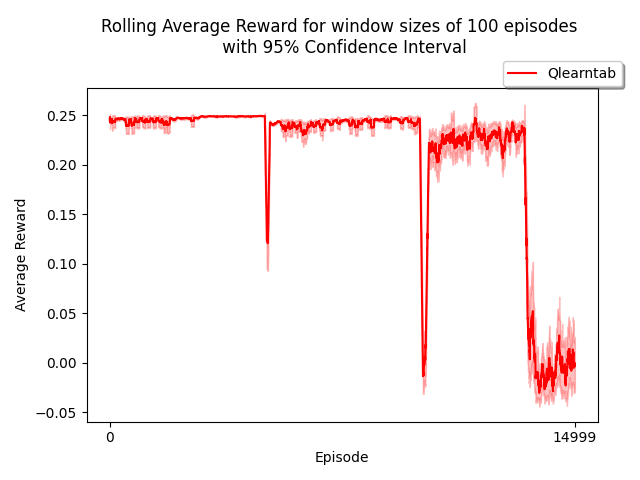 Rolling Average Reward for window sizes of 100 episodes
with 95% Confidence Interval
Qlearntab
0.25
0.20
0.15
0.10
0.05
0.00
−0.05
Average Reward
0
14999
Episode